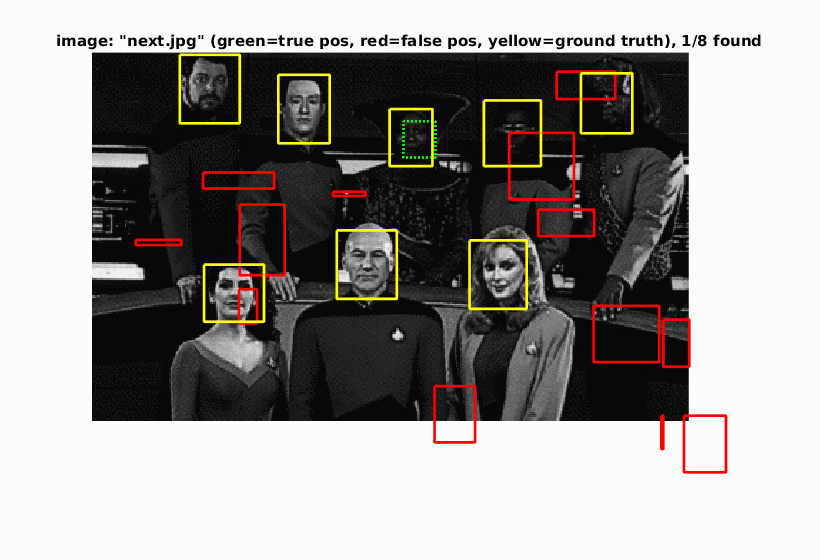 image: "next.jpg" (green=true pos, red=false pos, yellow=ground truth), 1/8 found